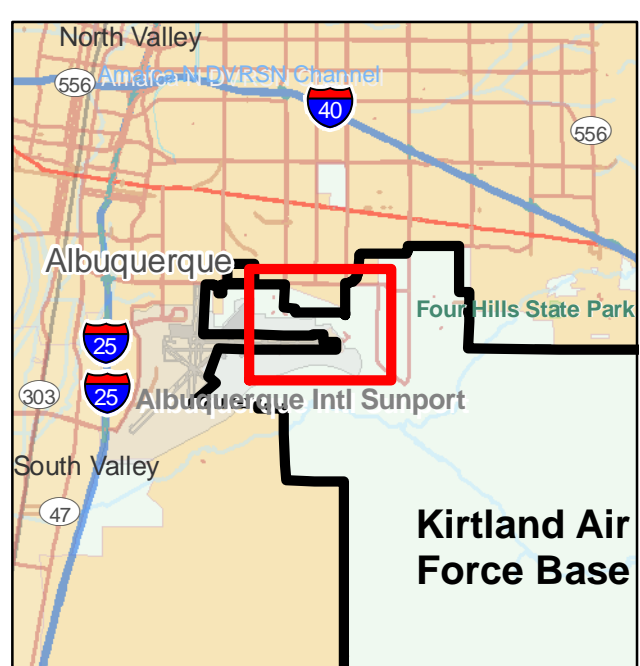 North Valley
556
Amafca N DVRSN Channel
40
556
Albuquerque
Four Hills State Park
25
25
303
Albuquerque Intl Sunport
South Valley
47
Kirtland Air
Force Base